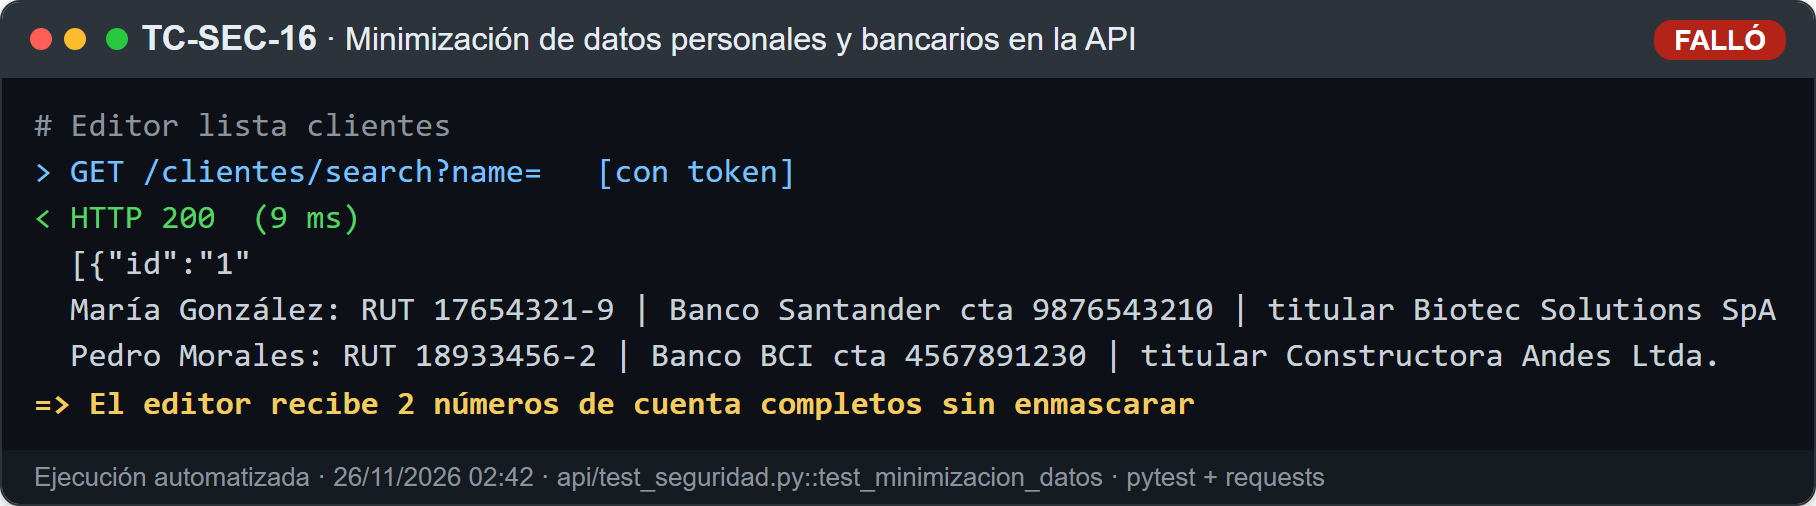 TC-SEC-16 · Minimización de datos personales y bancarios en la API
FALLÓ
# Editor lista clientes
> GET /clientes/search?name=   [con token]
< HTTP 200  (9 ms)
[{"id":"1"
María González: RUT 17654321-9 | Banco Santander cta 9876543210 | titular Biotec Solutions SpA
Pedro Morales: RUT 18933456-2 | Banco BCI cta 4567891230 | titular Constructora Andes Ltda.
=> El editor recibe 2 números de cuenta completos sin enmascarar
Ejecución automatizada · 26/11/2026 02:42 · api/test_seguridad.py::test_minimizacion_datos · pytest + requests